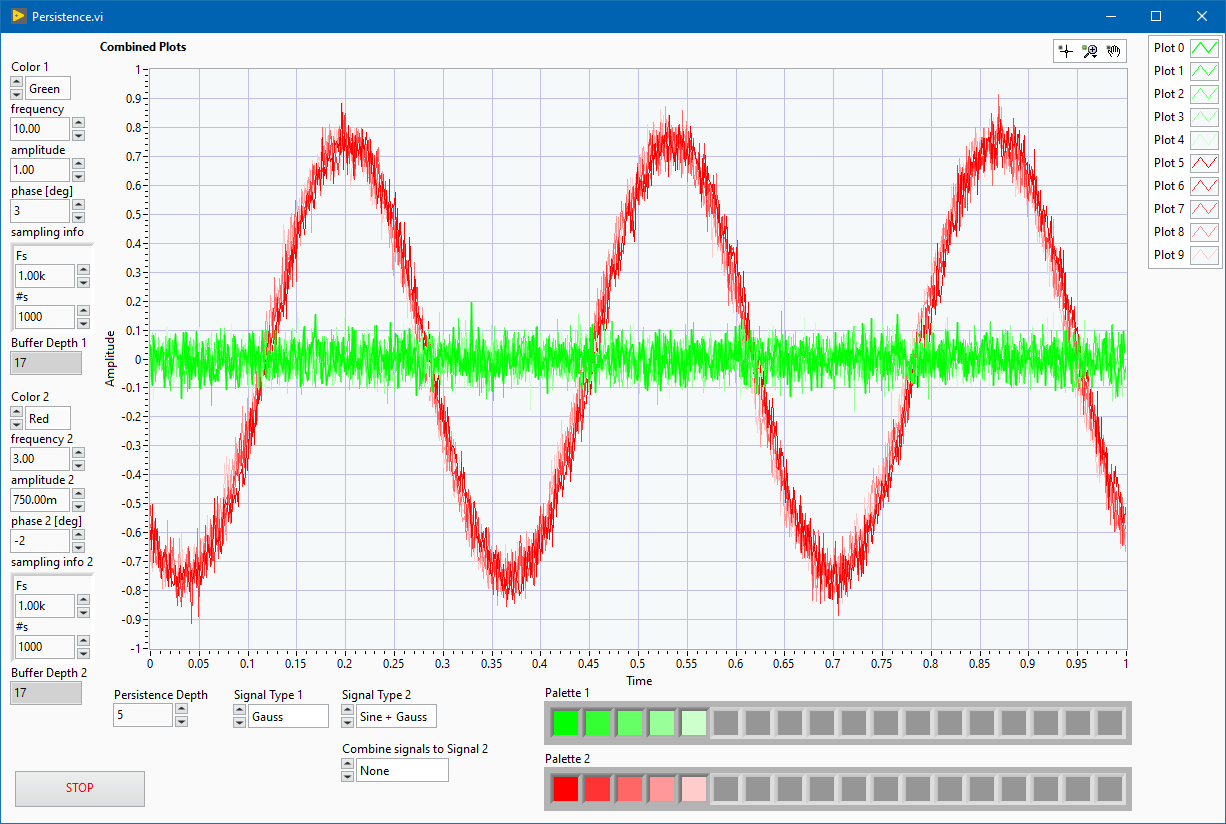 Persistence.vi
Combined Plots
Color 1
Green
frequency
10.00
amplitude
1.00
phase [deg]
3
sampling info
Fs
1.00k
#s
1000
Buffer Depth 1
17
Color 2
Red
frequency 2
3.00
amplitude 2
750.00m
phase 2 [deg]
-2
sampling info 2
Fs
1.00k
#s
1000
Buffer Depth 2
17
STOP
Amplitude
1
0.9
0.8
0.7
0.6
0.5
0.4
0.3
0.2
0.1
0
-0.1
-0.2
-0.3
-0.4
-0.5
-0.6
-0.7
-0.8
-0.9
-1
0 0.05 0.1 0.15 0.2 0.25 0.3 0.35 0.4 0.45 0.5 0.55 0.6 0.65 0.7 0.75 0.8 0.85 0.9 0.95 1
Time
Plot 0
Plot 1
Plot 2
Plot 3
Plot 4
Plot 5
Plot 6
Plot 7
Plot 8
Plot 9
Persistence Depth
5
Signal Type 1
Gauss
Signal Type 2
Sine + Gauss
Combine signals to Signal 2
None
Palette 1
Palette 2